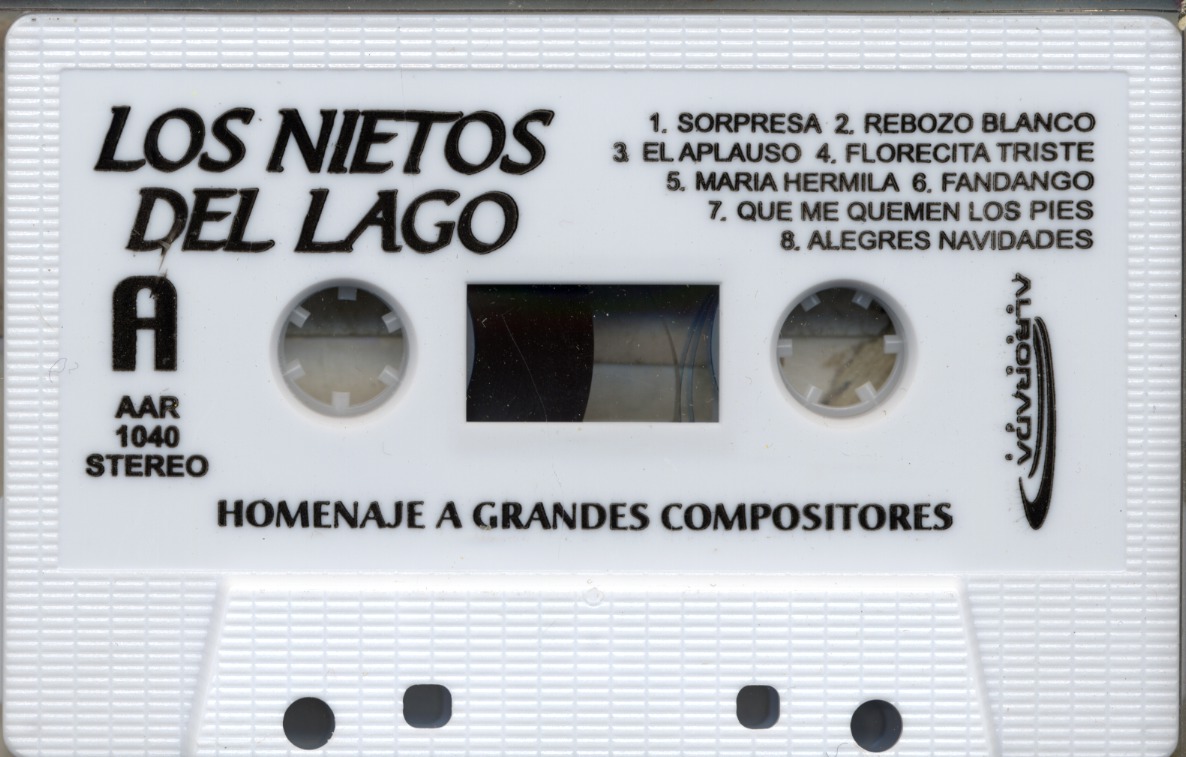 LOS NIETOS
DEL LAGO
1. SORPRESA 2. REBOZO BLANCO
3. EL APLAUSO 4. FLORECITA TRISTE
5. MARIA HERMILA 6. FANDANGO
7. QUE ME QUEMEN LOS PIES
8. ALEGRES NAVIDADES
A
AAR
1040
STEREO
HOMENAJE A GRANDES COMPOSITORES